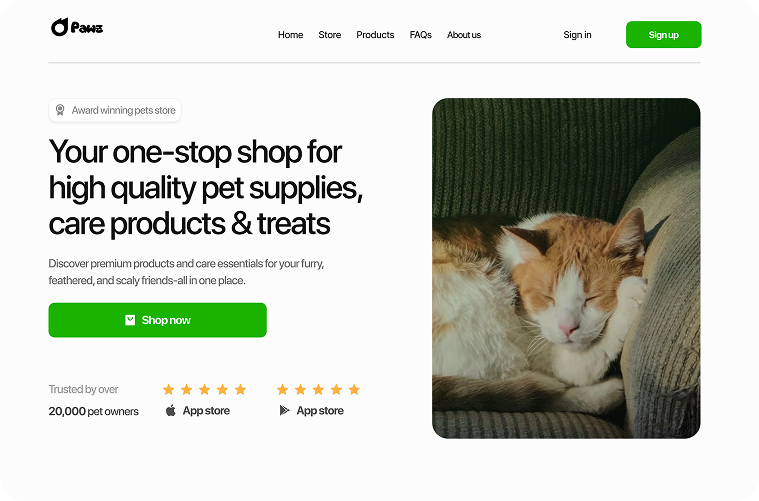 Pawz
Home Store Products FAQs About us Sign in Sign up
Award winning pets store
Your one-stop shop for
high quality pet supplies,
care products & treats
Discover premium products and care essentials for your furry,
feathered, and scaly friends-all in one place.
Shop now
Trusted by over
20,000 pet owners
App store
App store